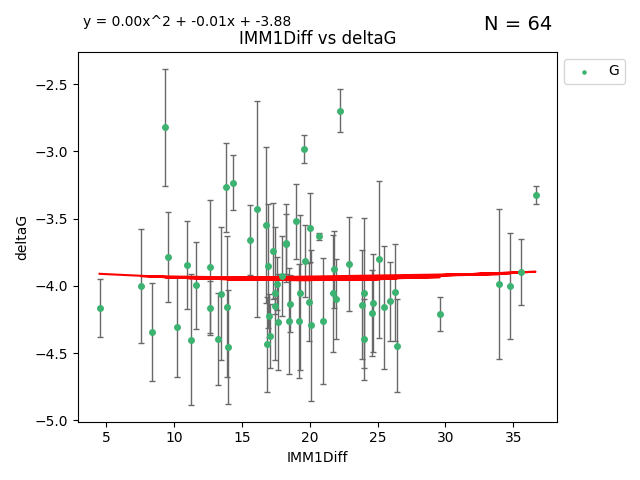 y = 0.00x^2 + -0.01x + -3.88
N = 64
IMM1Diff vs deltaG
G
deltaG
−2.5
−3.0
−3.5
−4.0
−4.5
−5.0
5 10 15 20 25 30 35
IMM1Diff